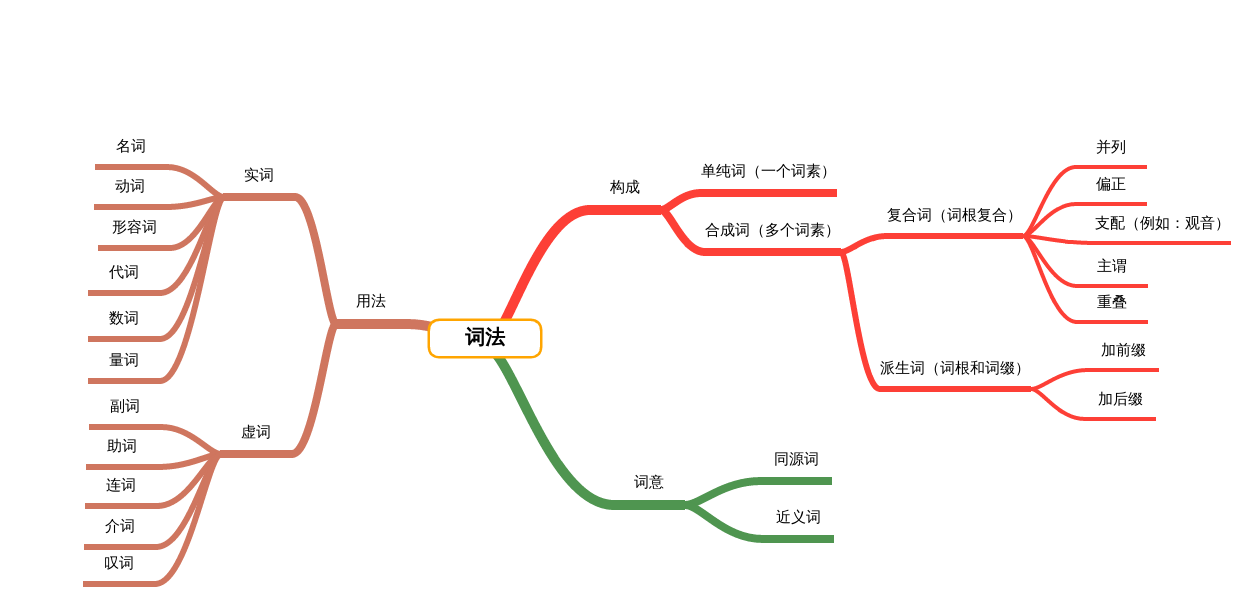 词法
构成
单纯词（一个词素）
合成词（多个词素）
复合词（词根复合）
并列
偏正
支配（例如：观音）
主谓
重叠
派生词（词根和词缀）
加前缀
加后缀
词意
同源词
近义词
用法
实词
名词
动词
形容词
代词
数词
量词
虚词
副词
助词
连词
介词
叹词